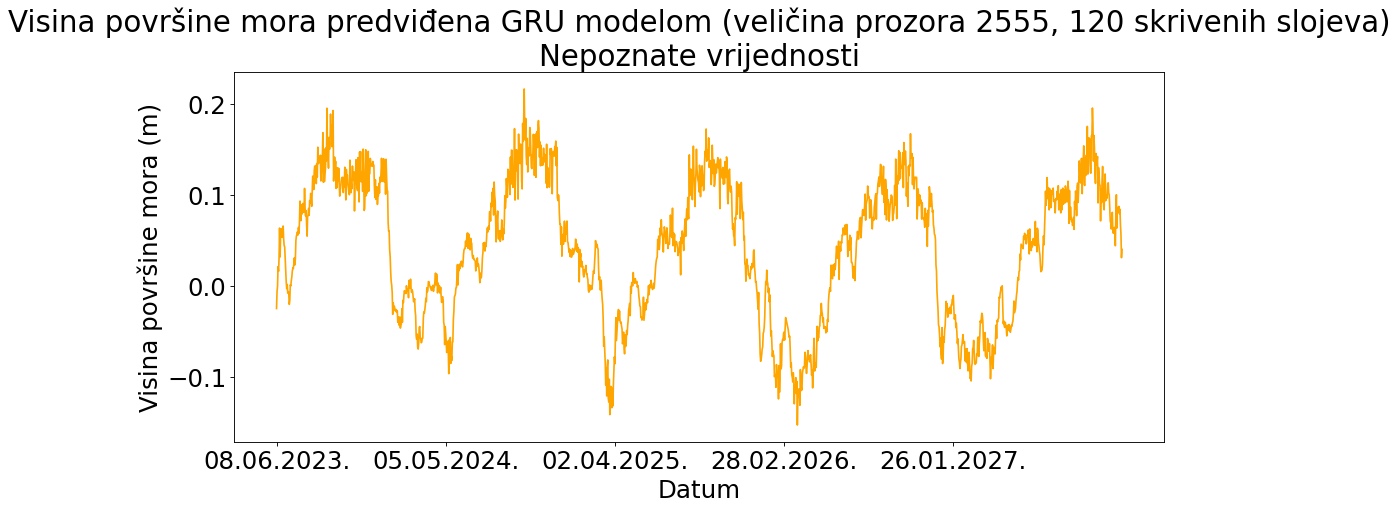 Visina površine mora predviđena GRU modelom (veličina prozora 2555, 120 skrivenih slojeva)
Nepoznate vrijednosti
Visina površine mora (m)
0.2
0.1
0.0
−0.1
08.06.2023. 05.05.2024. 02.04.2025. 28.02.2026. 26.01.2027.
Datum